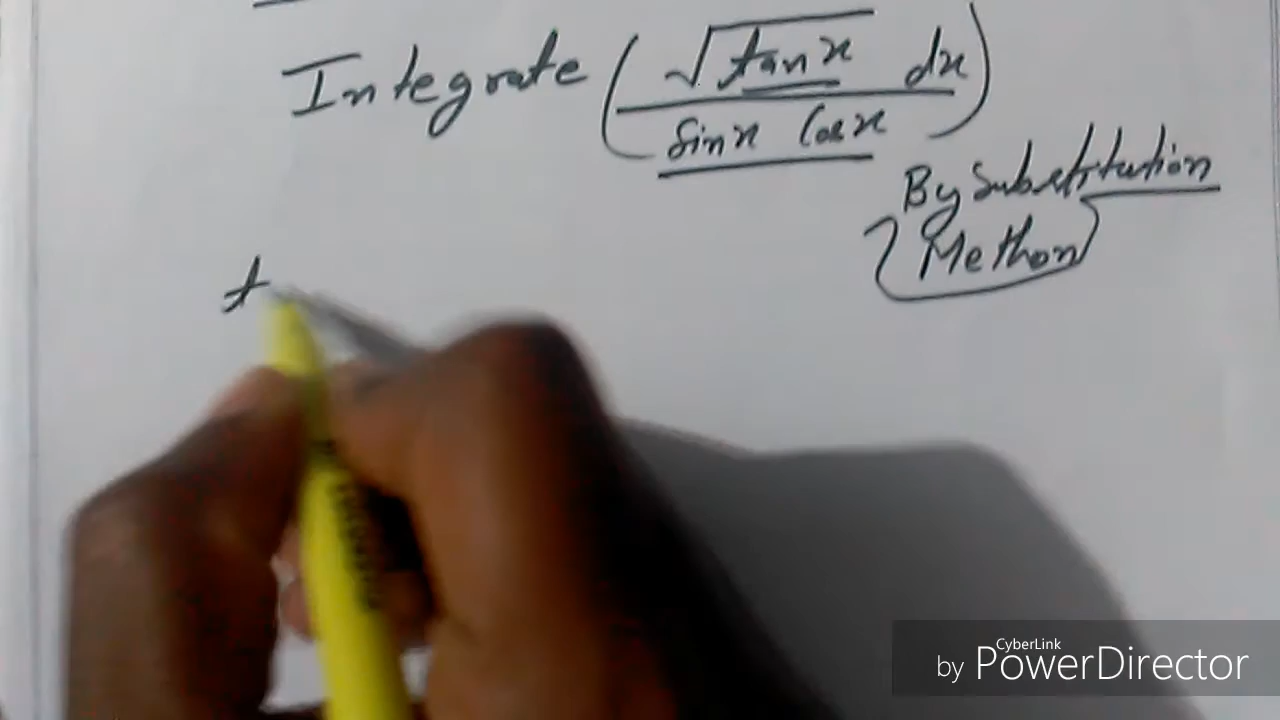 Integrate (√tanx dx)
sinx cosx
By Substitution
Method
t
CyberLink
by PowerDirector